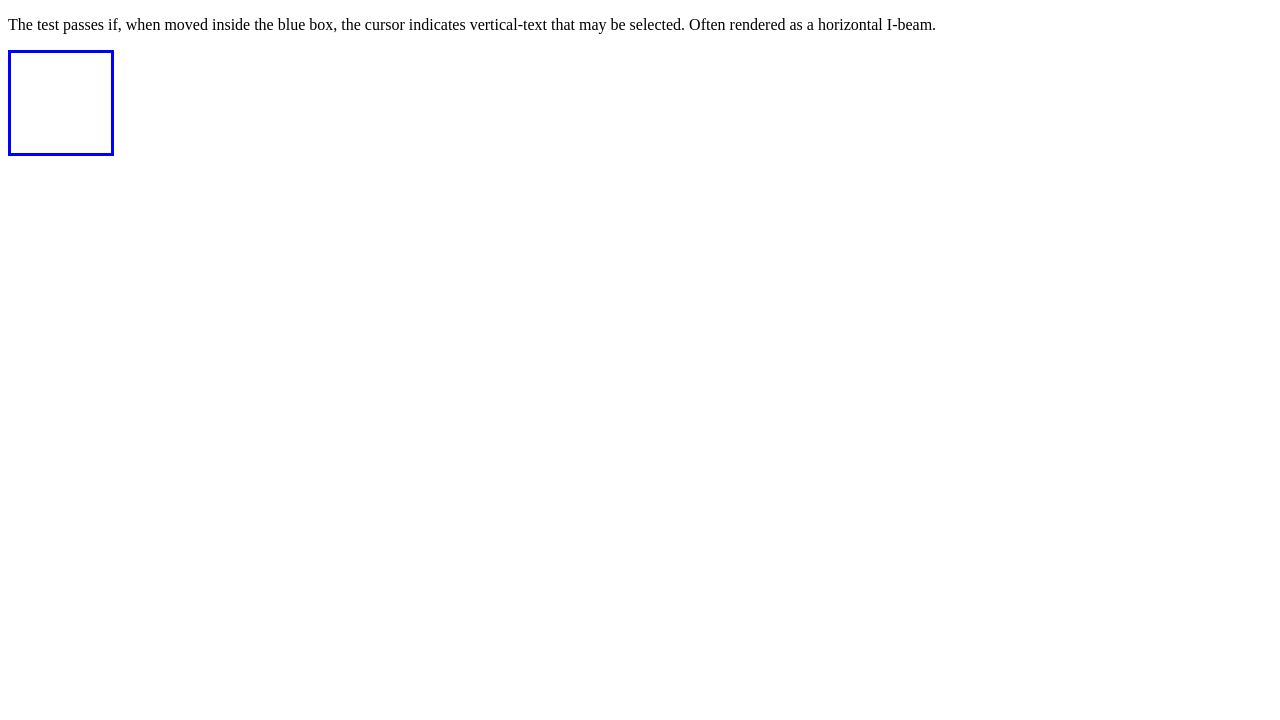 The test passes if, when moved inside the blue box, the cursor indicates vertical-text that may be selected. Often rendered as a horizontal I-beam.